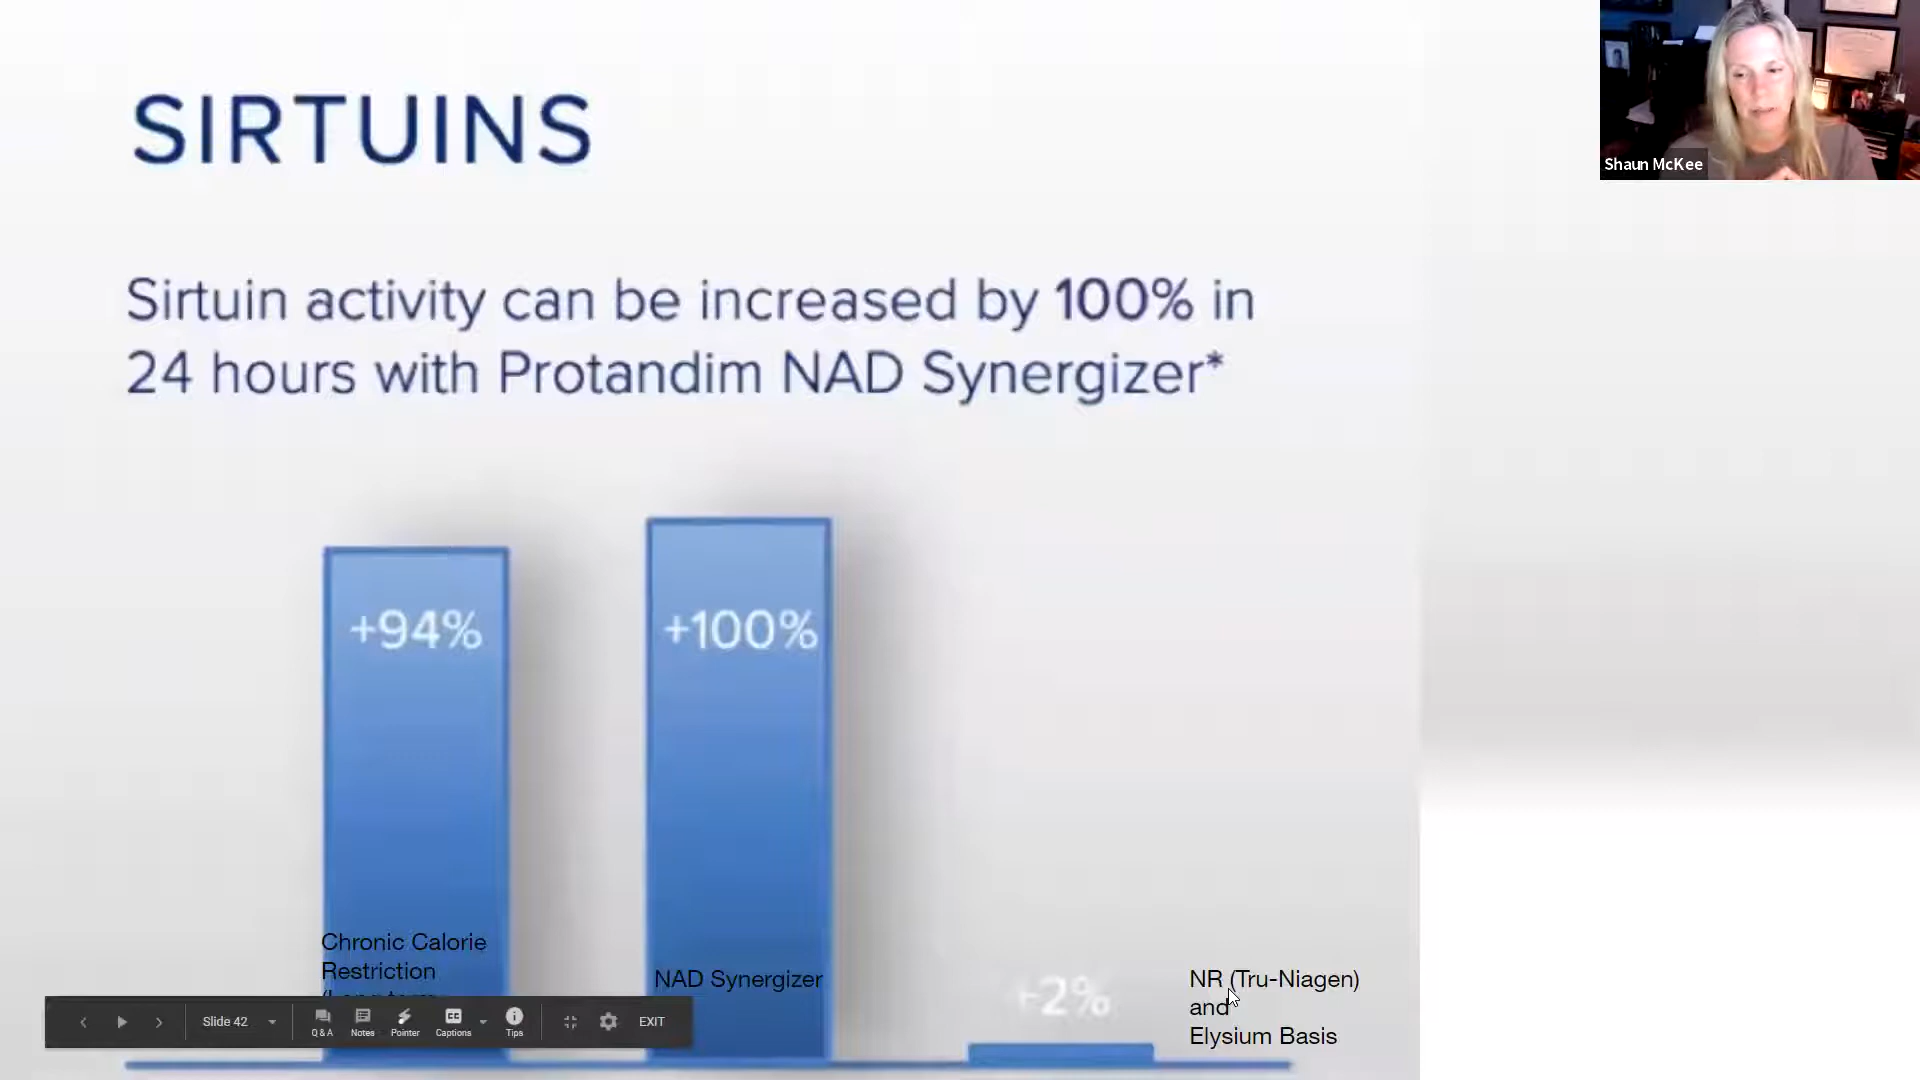 SIRTUINS
Sirtuin activity can be increased by 100% in
24 hours with Protandim NAD Synergizer*
+94%
+100%
+2%
Chronic Calorie
Restriction
NAD Synergizer
NR (Tru-Niagen)
and
Elysium Basis
Shaun McKee
Slide 42
Q & A
Notes
Pointer
Captions
Tips
EXIT